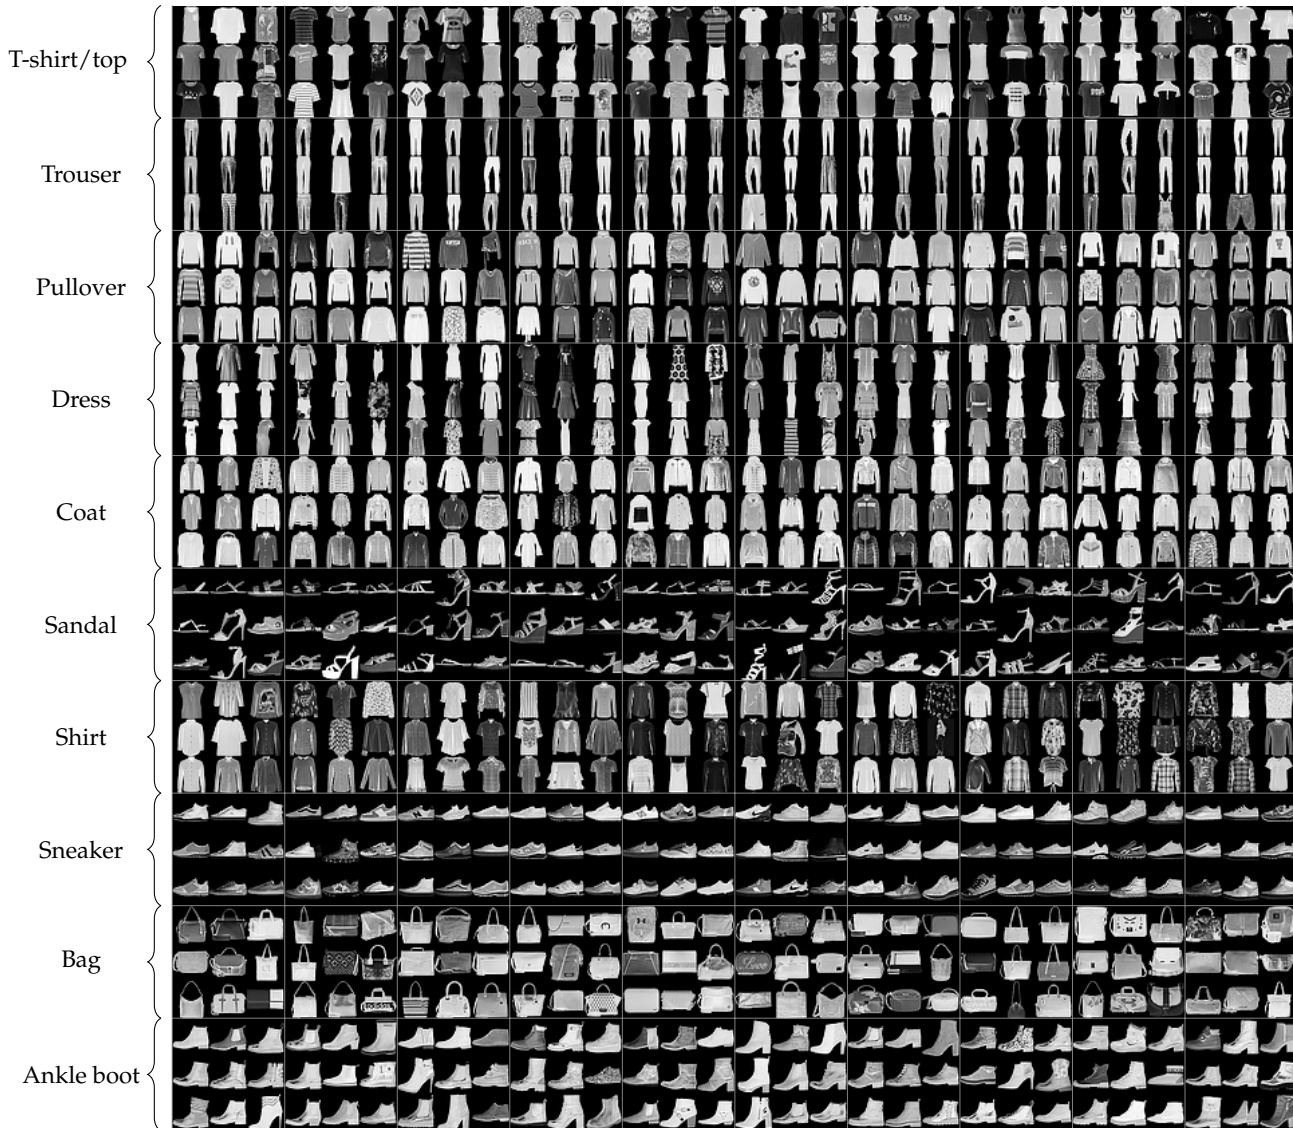 T-shirt/top
Trouser
Pullover
Dress
Coat
Sandal
Shirt
Sneaker
Bag
Ankle boot